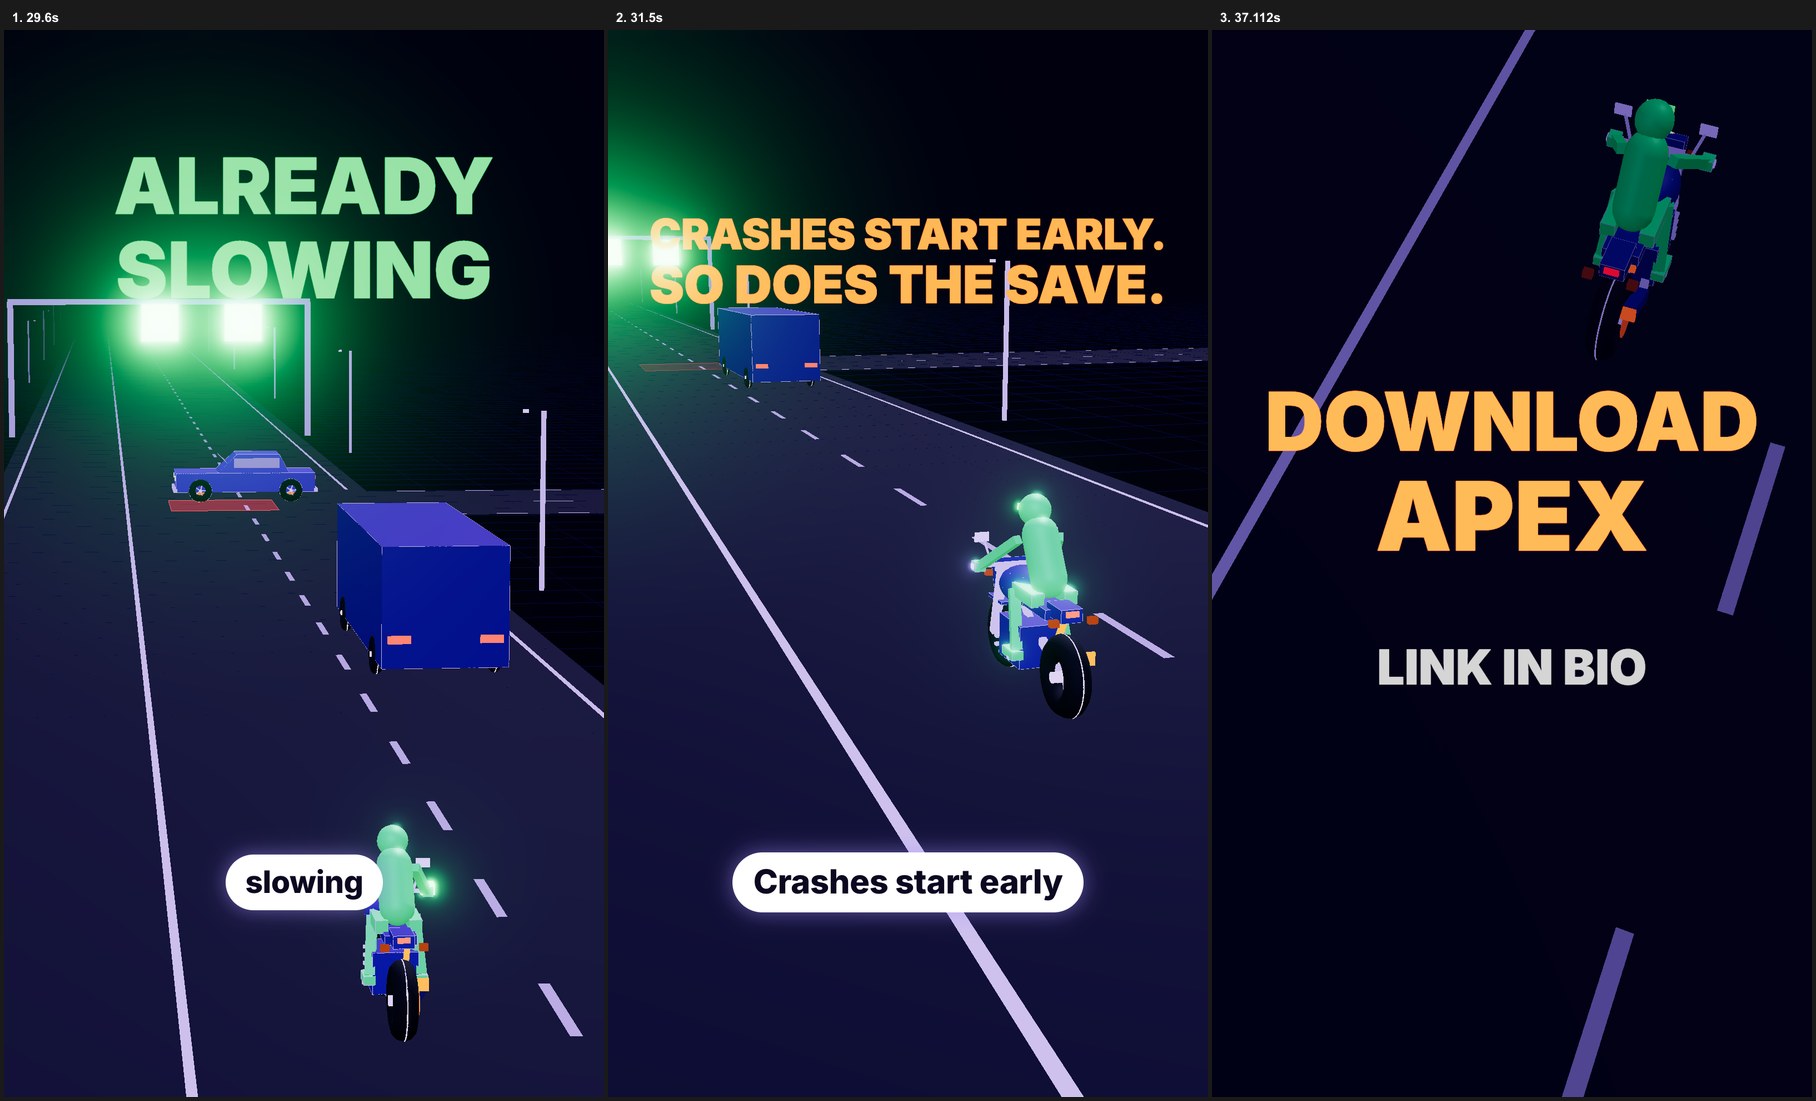 1. 29.6s
ALREADY
SLOWING
slowing
2. 31.5s
CRASHES START EARLY.
SO DOES THE SAVE.
Crashes start early
3. 37.112s
DOWNLOAD
APEX
LINK IN BIO